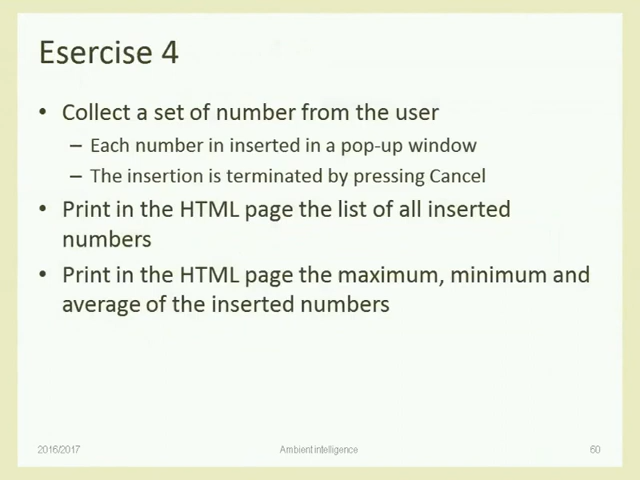 Esercise 4
• Collect a set of number from the user
– Each number in inserted in a pop-up window
– The insertion is terminated by pressing Cancel
• Print in the HTML page the list of all inserted
numbers
• Print in the HTML page the maximum, minimum and
average of the inserted numbers
2016/2017 Ambient intelligence 60